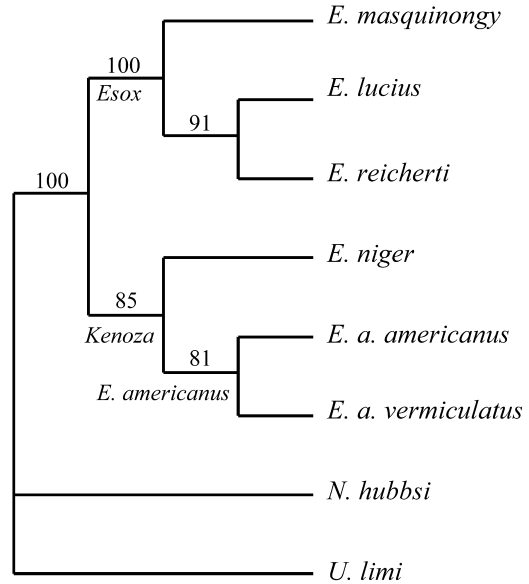 E. masquinongy
100
Esox
E. lucius
91
E. reicherti
100
E. niger
85
Kenoza
E. a. americanus
81
E. americanus
E. a. vermiculatus
N. hubbsi
U. limi